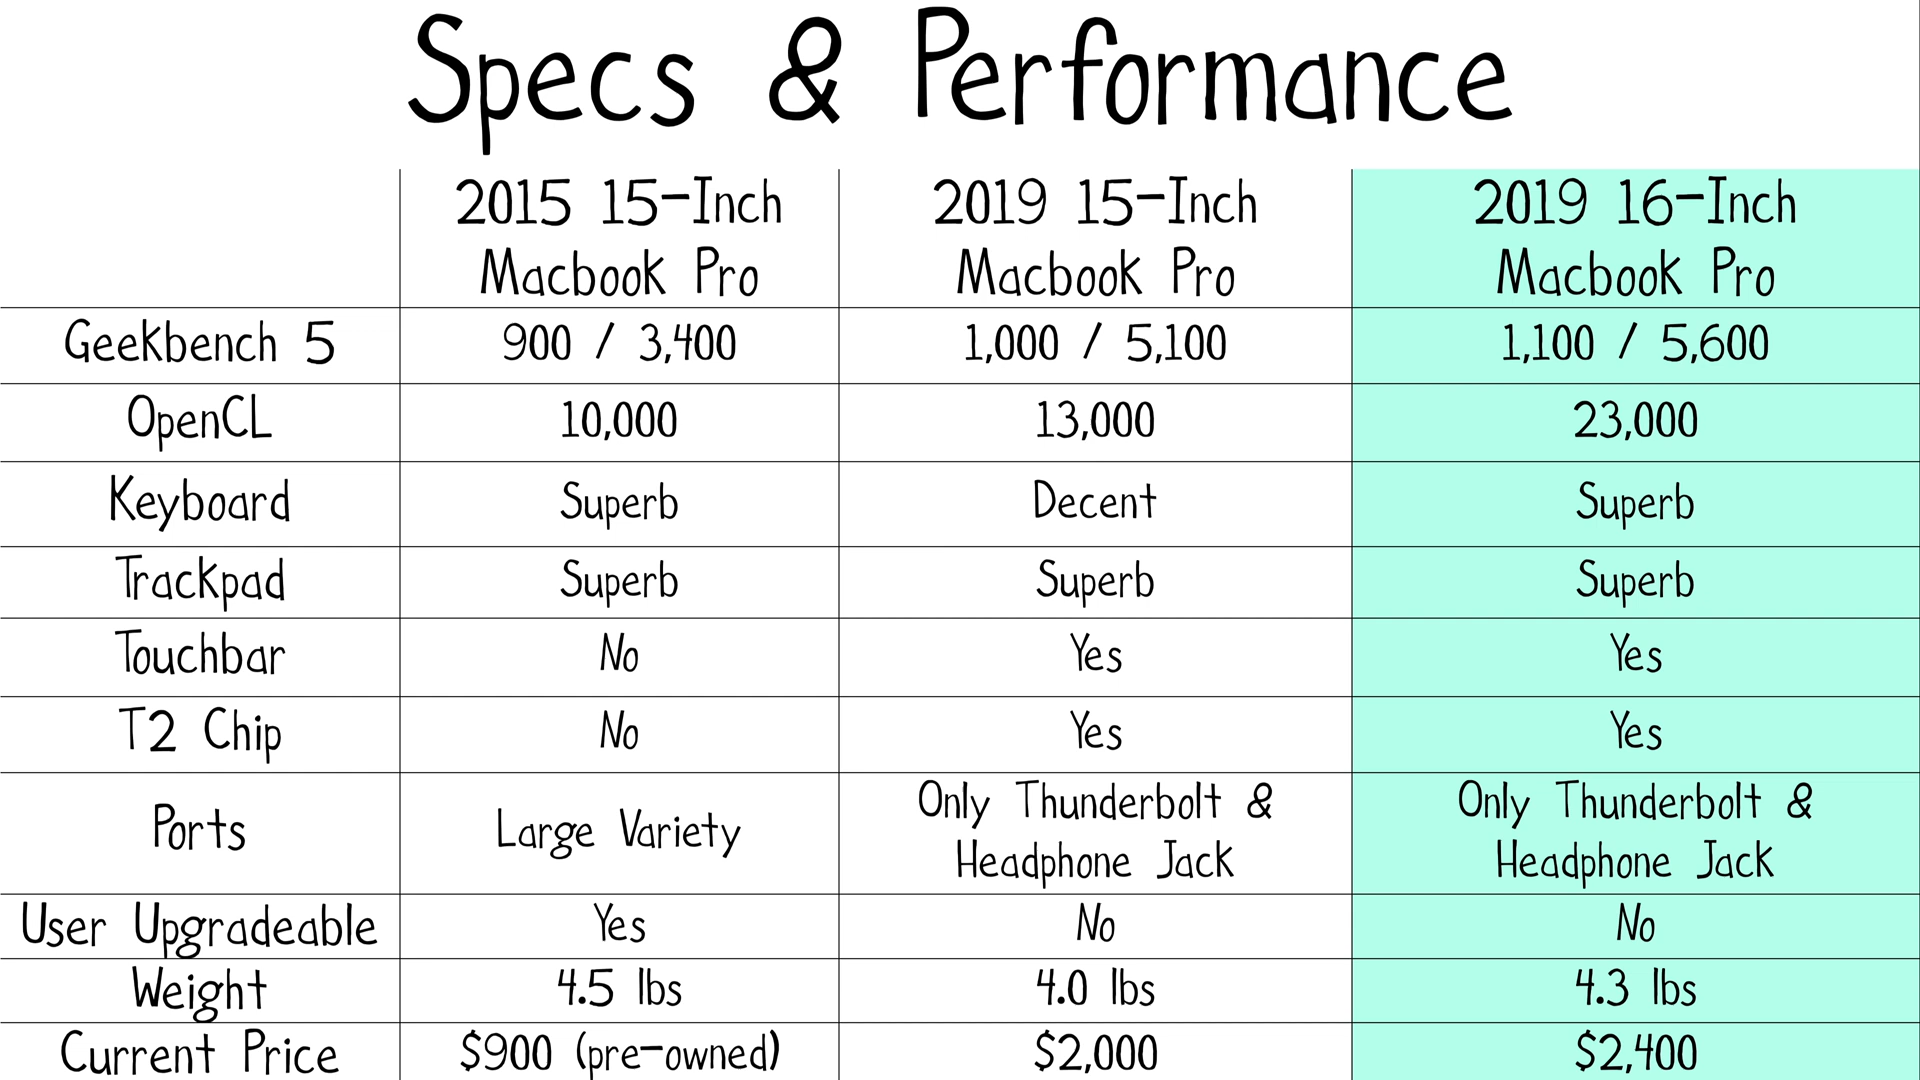 Specs & Performance
2015 15-Inch Macbook Pro
2019 15-Inch Macbook Pro
2019 16-Inch Macbook Pro
Geekbench 5 900 / 3,400 1,000 / 5,100 1,100 / 5,600
OpenCL 10,000 13,000 23,000
Keyboard Superb Decent Superb
Trackpad Superb Superb Superb
Touchbar No Yes Yes
T2 Chip No Yes Yes
Ports Large Variety Only Thunderbolt & Headphone Jack Only Thunderbolt & Headphone Jack
User Upgradeable Yes No No
Weight 4.5 lbs 4.0 lbs 4.3 lbs
Current Price $900 (pre-owned) $2,000 $2,400